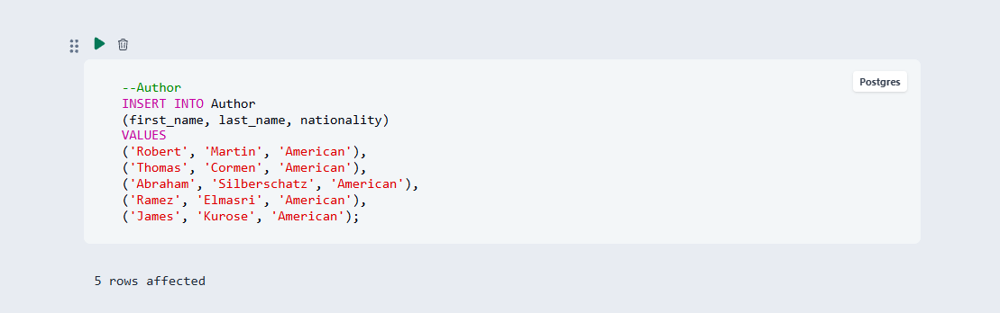 Postgres
--Author
INSERT INTO Author
(first_name, last_name, nationality)
VALUES
('Robert', 'Martin', 'American'),
('Thomas', 'Cormen', 'American'),
('Abraham', 'Silberschatz', 'American'),
('Ramez', 'Elmasri', 'American'),
('James', 'Kurose', 'American');
5 rows affected